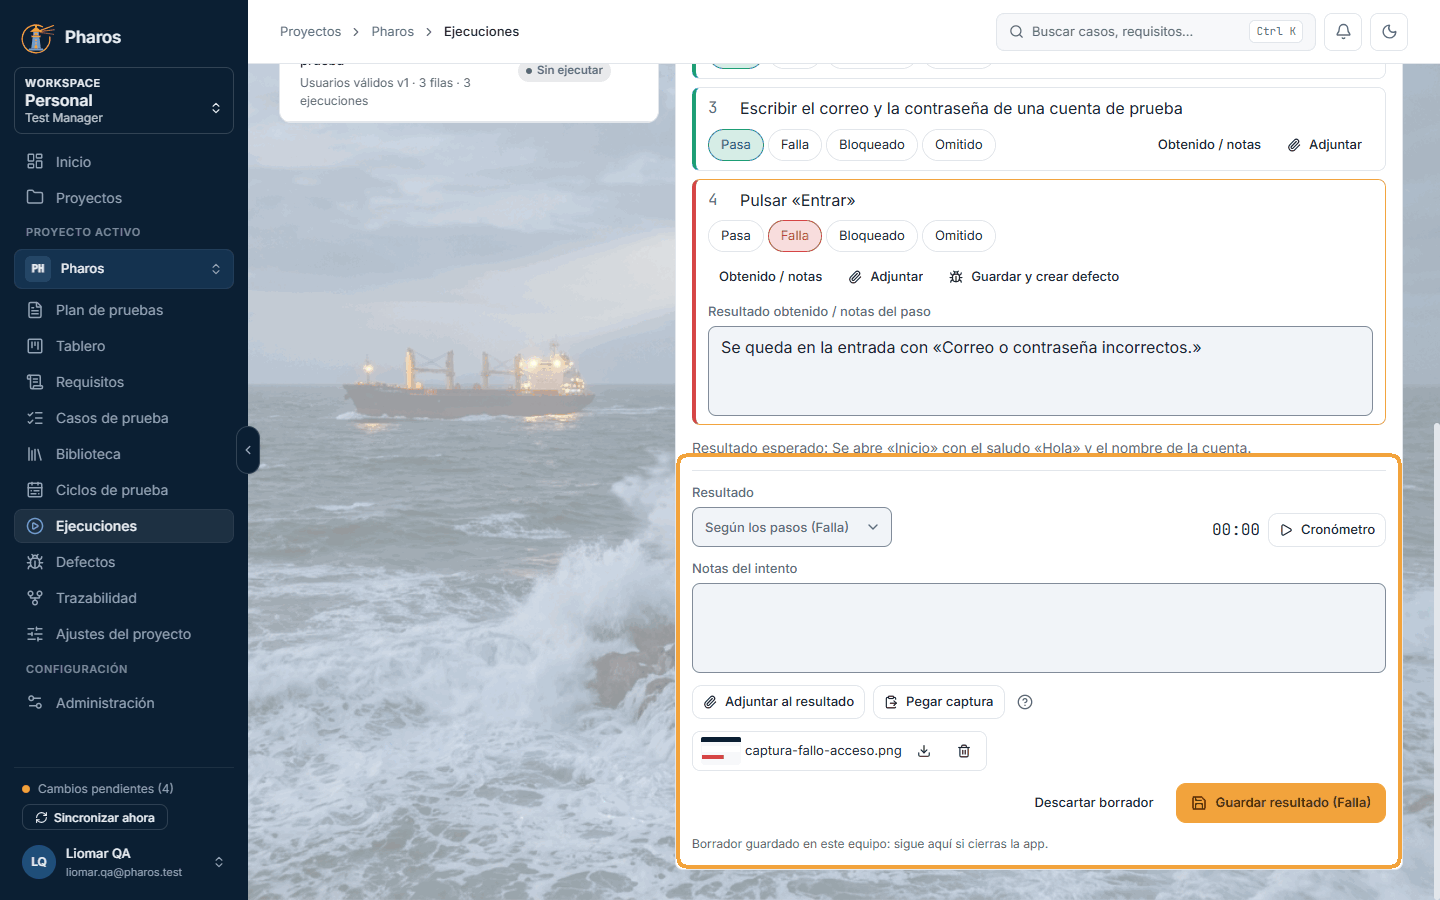 Pharos
WORKSPACE
Personal
Test Manager
Inicio
Proyectos
PROYECTO ACTIVO
PH Pharos
Plan de pruebas
Tablero
Requisitos
Casos de prueba
Biblioteca
Ciclos de prueba
Ejecuciones
Defectos
Trazabilidad
Ajustes del proyecto
CONFIGURACIÓN
Administración
Cambios pendientes (4)
Sincronizar ahora
LQ
Liomar QA
liomar.qa@pharos.test
Proyectos > Pharos > Ejecuciones
Buscar casos, requisitos... Ctrl K
prueba
Usuarios válidos v1 · 3 filas · 3
ejecuciones
Sin ejecutar
3 Escribir el correo y la contraseña de una cuenta de prueba
Pasa Falla Bloqueado Omitido Obtenido / notas Adjuntar
4 Pulsar «Entrar»
Pasa Falla Bloqueado Omitido
Obtenido / notas Adjuntar Guardar y crear defecto
Resultado obtenido / notas del paso
Se queda en la entrada con «Correo o contraseña incorrectos.»
Resultado esperado: Se abre «Inicio» con el saludo «Hola» y el nombre de la cuenta.
Resultado
Según los pasos (Falla) 00:00 Cronómetro
Notas del intento
Adjuntar al resultado Pegar captura
captura-fallo-acceso.png
Descartar borrador Guardar resultado (Falla)
Borrador guardado en este equipo: sigue aquí si cierras la app.